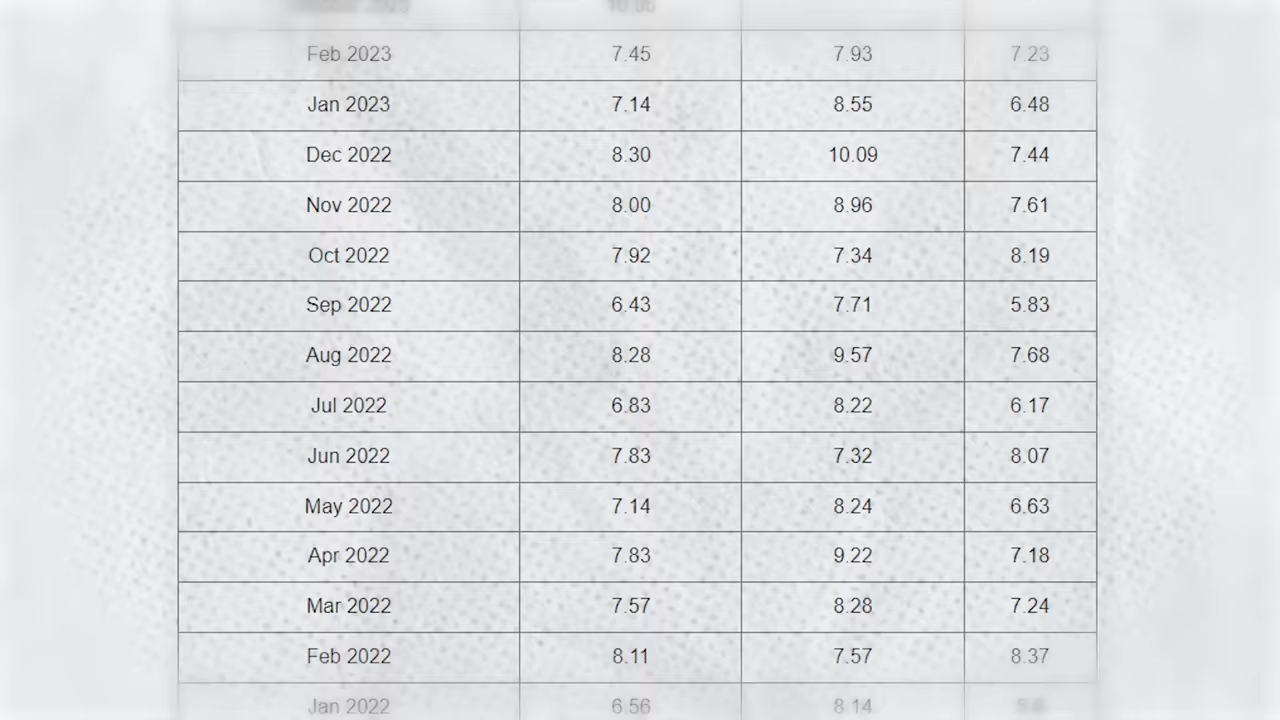 Feb 2023 7.45 7.93 7.23
Jan 2023 7.14 8.55 6.48
Dec 2022 8.30 10.09 7.44
Nov 2022 8.00 8.96 7.61
Oct 2022 7.92 7.34 8.19
Sep 2022 6.43 7.71 5.83
Aug 2022 8.28 9.57 7.68
Jul 2022 6.83 8.22 6.17
Jun 2022 7.83 7.32 8.07
May 2022 7.14 8.24 6.63
Apr 2022 7.83 9.22 7.18
Mar 2022 7.57 8.28 7.24
Feb 2022 8.11 7.57 8.37
Jan 2022 6.56 8.14